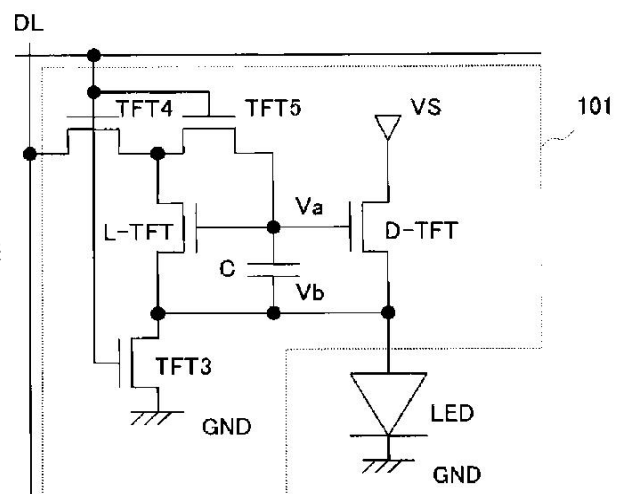 DL
TFT4
TFT5
VS
101
L-TFT
Va
D-TFT
C
Vb
TFT3
GND
LED
GND